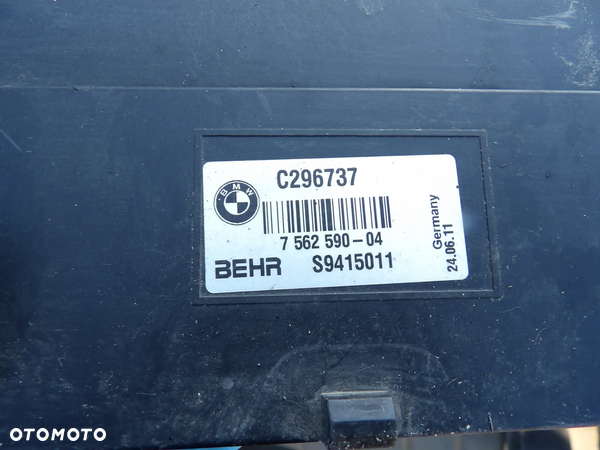 C296737
BMW
7 562 590-04
BEHR S9415011
Germany
24.06.11
OTOMOTO